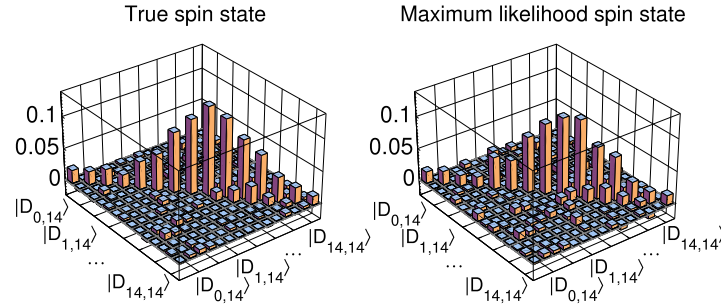 True spin state
0.1
0.05
0
|D0,14⟩
|D1,14⟩
...
|D14,14⟩
|D0,14⟩
|D1,14⟩
...
|D14,14⟩
Maximum likelihood spin state
0.1
0.05
0
|D0,14⟩
|D1,14⟩
...
|D14,14⟩
|D0,14⟩
|D1,14⟩
...
|D14,14⟩